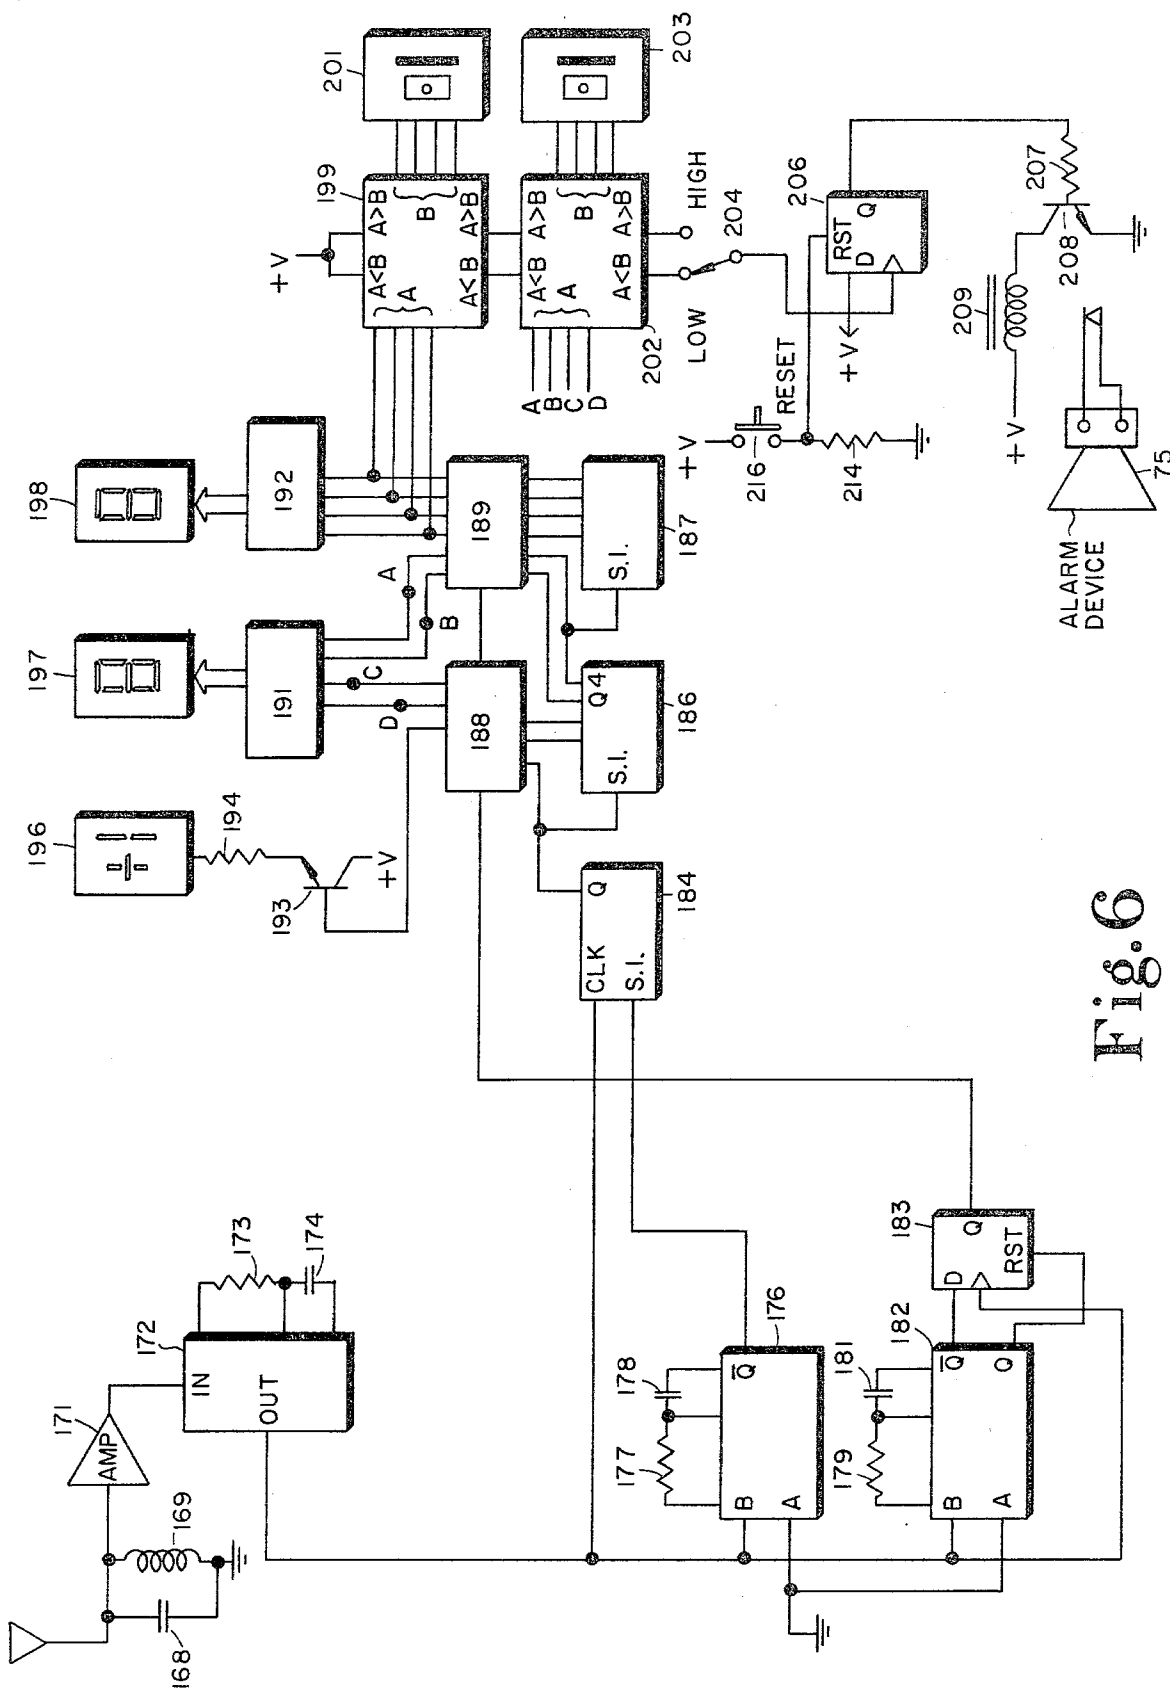 171
AMP
168
169
172
IN
OUT
173
174
176
177
178
B
A
Q̅
179
181
182
B
A
Q̅
Q
183
D
Q
RST
184
CLK
S.I.
Q
196
194
193
+V
197
191
D
C
B
A
188
186
S.I.
Q4
198
192
189
187
S.I.
+V
199
A<B A>B
A
B
A<B A>B
201
A
B
C
D
202
A<B A>B
A
B
A<B A>B
203
LOW
HIGH
204
+V
216
RESET
214
206
RST
D
Q
+V
207
208
209
+V
ALARM
DEVICE
75
Fig.6